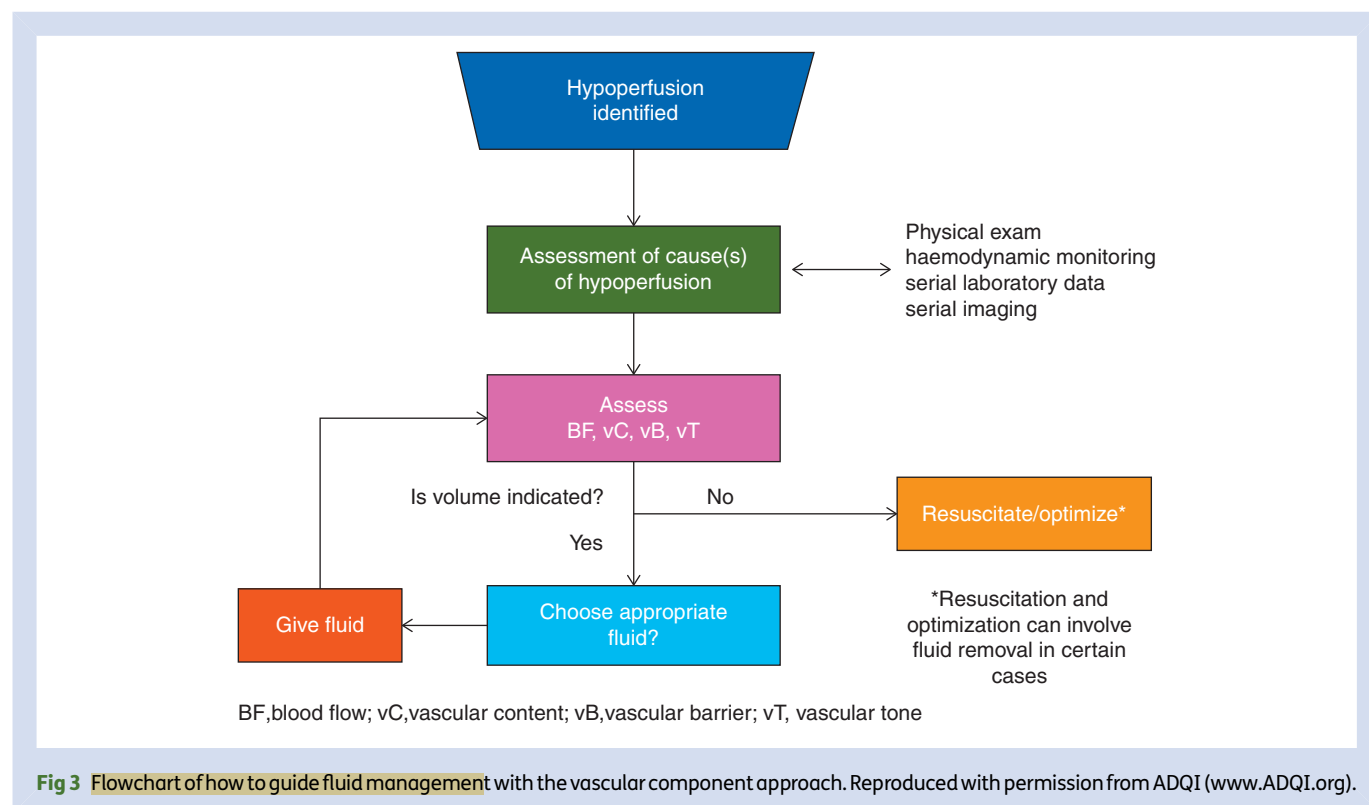 Hypoperfusion
identified
Assessment of cause(s)
of hypoperfusion
Physical exam
haemodynamic monitoring
serial laboratory data
serial imaging
Assess
BF, vC, vB, vT
Is volume indicated?
No
Yes
Resuscitate/optimize*
Choose appropriate
fluid?
Give fluid
*Resuscitation and
optimization can involve
fluid removal in certain
cases
BF,blood flow; vC,vascular content; vB,vascular barrier; vT, vascular tone
Fig 3 Flowchart of how to guide fluid management with the vascular component approach. Reproduced with permission from ADQI (www.ADQI.org).